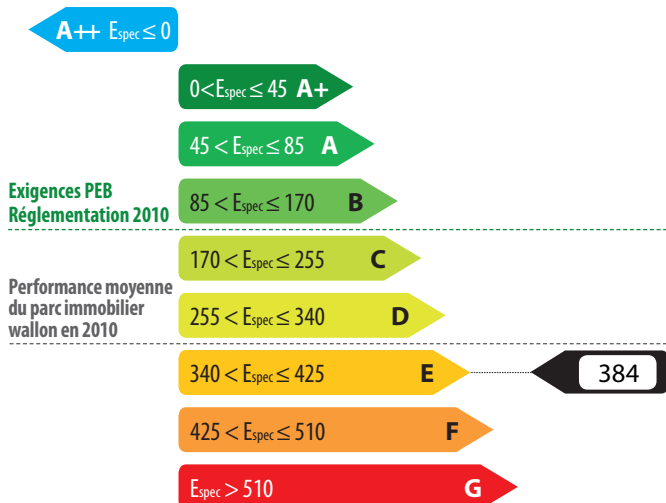 A++ Espec ≤ 0
0 < Espec ≤ 45 A+
45 < Espec ≤ 85 A
Exigences PEB
Réglementation 2010
85 < Espec ≤ 170 B
170 < Espec ≤ 255 C
Performance moyenne
du parc immobilier
wallon en 2010
255 < Espec ≤ 340 D
340 < Espec ≤ 425 E 384
425 < Espec ≤ 510 F
Espec > 510 G